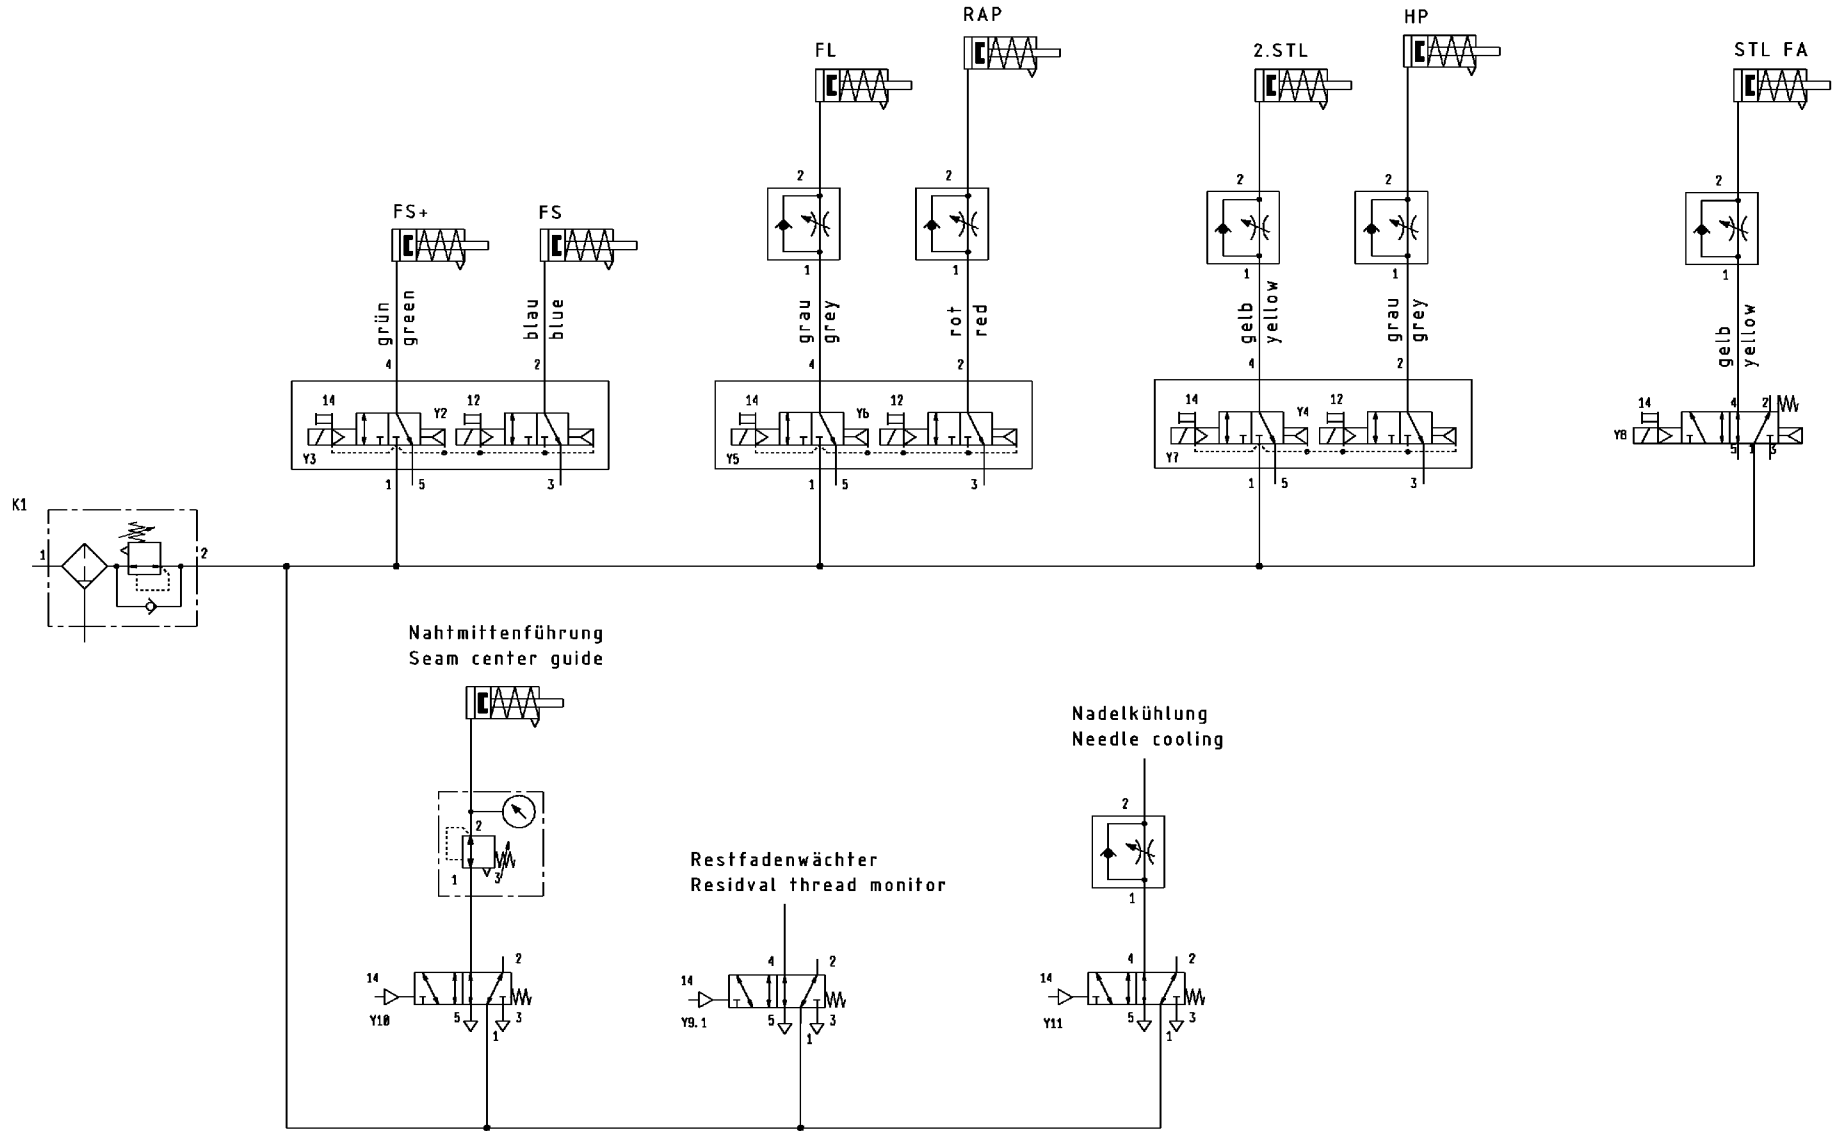 RAP
HP
FL
2.STL
STL FA
2
2
2
2
2
FS+
FS
1
1
1
1
1
grün
green
blau
blue
grau
grey
rot
red
gelb
yellow
grau
grey
gelb
yellow
4
2
4
2
4
2
14
Y2
12
14
Y6
12
14
Y4
12
14
4
2
Y3
Y5
Y7
Y8
5
1
3
1
5
3
1
5
3
1
5
3
K1
1
2
Nahtmittenführung
Seam center guide
Nadelkühlung
Needle cooling
2
2
1
3
Restfadenwächter
Residval thread monitor
1
14
2
14
4
2
14
4
2
Y10
5
3
1
Y9.1
5
3
1
Y11
5
3
1